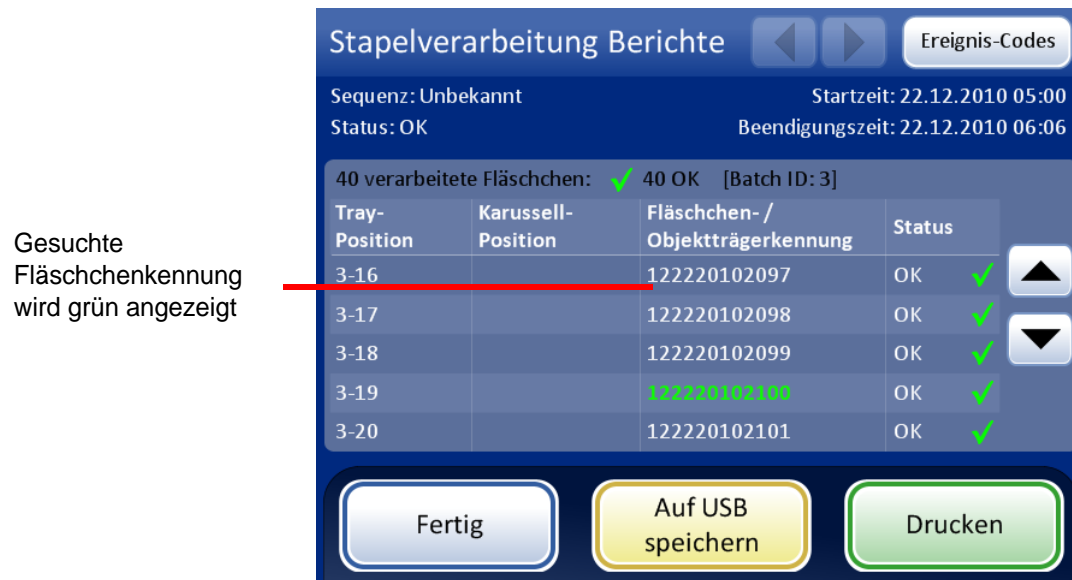 Stapelverarbeitung Berichte
Ereignis-Codes
Sequenz: Unbekannt
Startzeit: 22.12.2010 05:00
Status: OK
Beendigungszeit: 22.12.2010 06:06
40 verarbeitete Fläschchen: ✓ 40 OK [Batch ID: 3]
Tray-
Position
Karussell-
Position
Fläschchen- /
Objektträgerkennung
Status
3-16 122220102097 OK ✓
3-17 122220102098 OK ✓
3-18 122220102099 OK ✓
3-19 122220102100 OK ✓
3-20 122220102101 OK ✓
Gesuchte
Fläschchenkennung
wird grün angezeigt
Fertig
Auf USB
speichern
Drucken